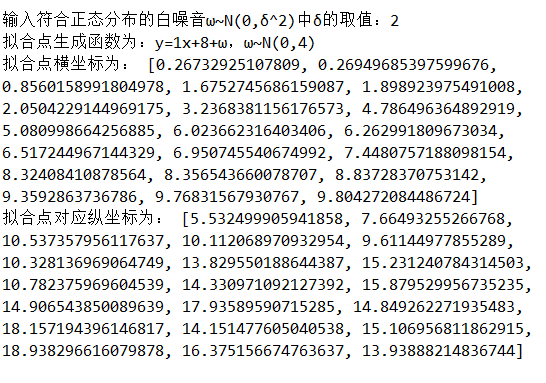 输入符合正态分布的白噪音ω~N(0,δ^2)中δ的取值：2
拟合点生成函数为：y=1x+8+ω，ω~N(0,4)
拟合点横坐标为： [0.26732925107809, 0.26949685397599676,
0.8560158991804978, 1.6752745686159087, 1.898923975491008,
2.0504229144969175, 3.2368381156176573, 4.786496364892919,
5.080998664256885, 6.023662316403406, 6.262991809673034,
6.517244967144329, 6.950745540674992, 7.4480757188098154,
8.32408410878564, 8.356543660078707, 8.83728370753142,
9.3592863736786, 9.76831567930767, 9.804272084486724]
拟合点对应纵坐标为： [5.532499905941858, 7.66493255266768,
10.537357956117637, 10.112068970932954, 9.61144977855289,
10.328136969064749, 13.829550188644387, 15.231240784314503,
10.782375969604539, 14.330971092127392, 15.879529956735235,
14.906543850089639, 17.93589590715285, 14.849262271935483,
18.157194396146817, 14.151477605040538, 15.106956811862915,
18.938296616079878, 16.375156674763637, 13.93888214836744]